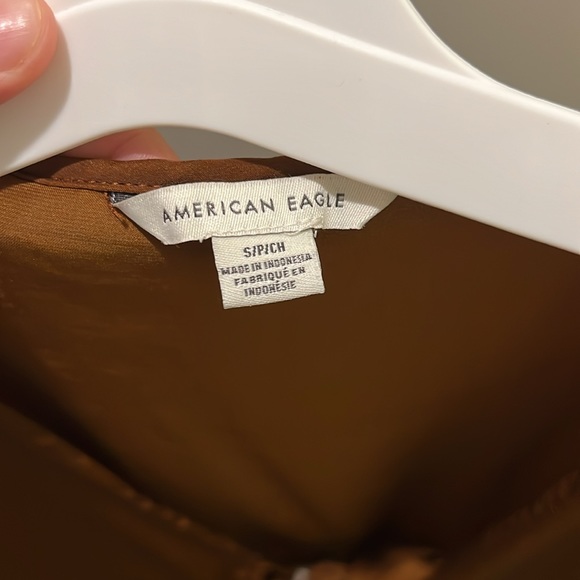 AMERICAN EAGLE
S/P/CH
MADE IN INDONESIA
FABRIQUÉ EN
INDONÉSIE